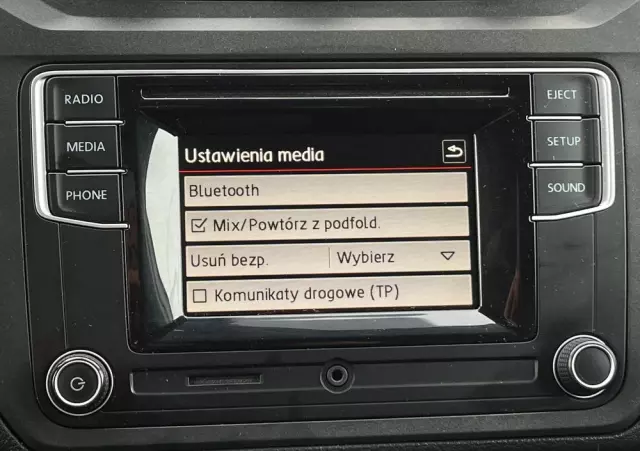 RADIO
MEDIA
PHONE
EJECT
SETUP
SOUND
Ustawienia media
Bluetooth
Mix/Powtórz z podfold.
Usuń bezp. Wybierz
Komunikaty drogowe (TP)